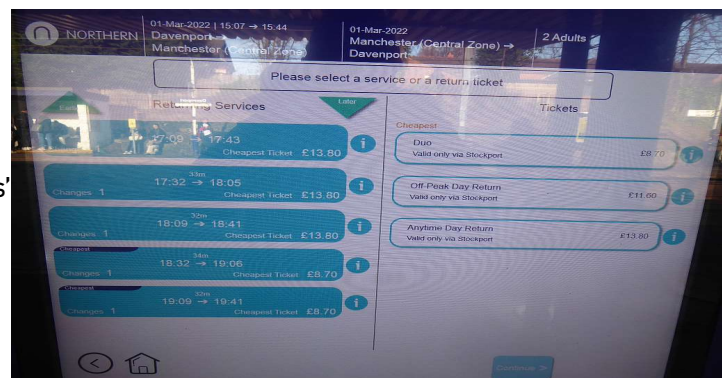 s'
NORTHERN
01-Mar-2022 | 15:07 → 15:44
Davenport →
Manchester (Central Zone)
01-Mar-2022
Manchester (Central Zone) →
Davenport
2 Adults
Please select a service or a return ticket
Returning Services
Later
17:09 → 17:43
Cheapest Ticket £13.80
i
33m
17:32 → 18:05
Changes 1
Cheapest Ticket £13.80
i
32m
18:09 → 18:41
Changes 1
Cheapest Ticket £13.80
i
Cheapest
34m
18:32 → 19:06
Changes 1
Cheapest Ticket £8.70
i
Cheapest
32m
19:09 → 19:41
Changes 1
Cheapest Ticket £8.70
i
Tickets
Cheapest
Duo
Valid only via Stockport
£8.70
i
Off-Peak Day Return
Valid only via Stockport
£11.60
i
Anytime Day Return
Valid only via Stockport
£13.80
i
Continue >>